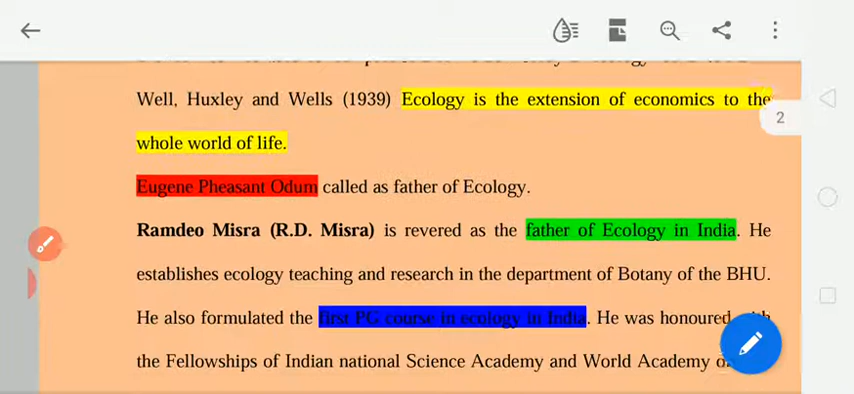 Well, Huxley and Wells (1939) Ecology is the extension of economics to the
2
whole world of life.
Eugene Pheasant Odum called as father of Ecology.
Ramdeo Misra (R.D. Misra) is revered as the father of Ecology in India. He
establishes ecology teaching and research in the department of Botany of the BHU.
He also formulated the first PG course in ecology in India. He was honoured with
the Fellowships of Indian national Science Academy and World Academy